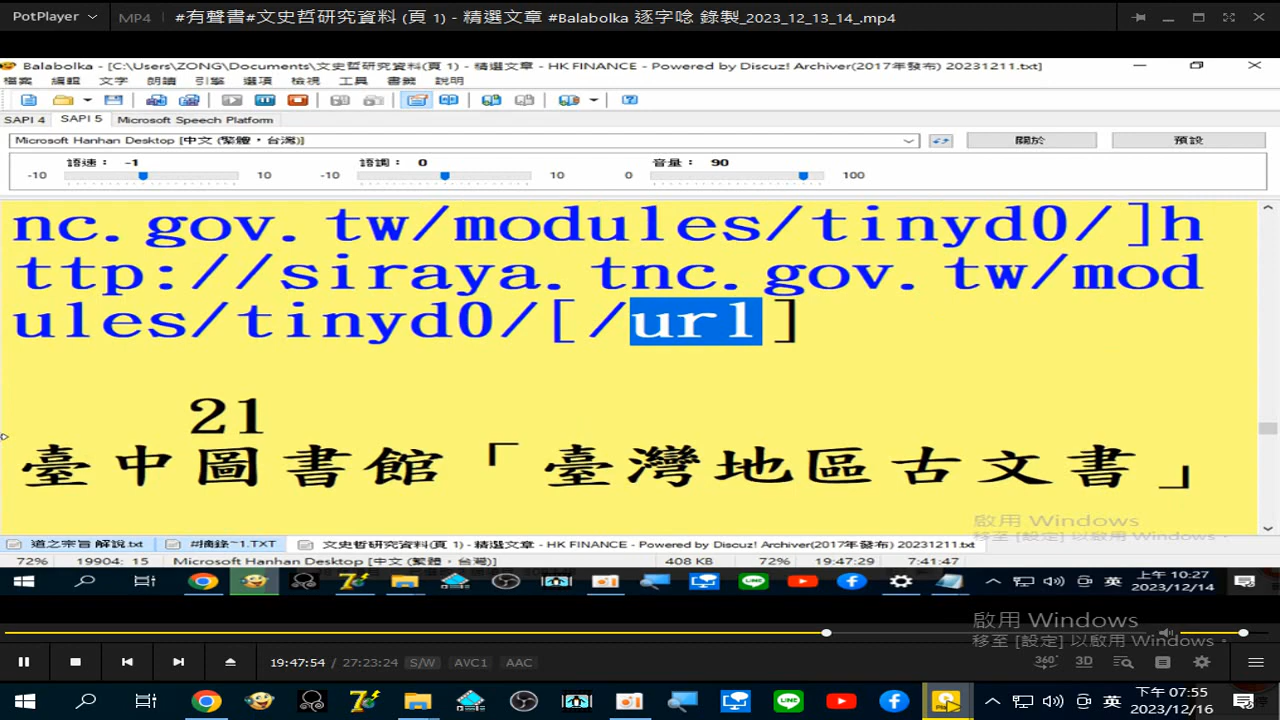 PotPlayer MP4 #有聲書#文史哲研究資料 (頁 1) - 精選文章 #Balabolka 逐字唸 錄製_2023_12_13_14_.mp4
Balabolka - [C:\Users\ZONG\Documents\文史哲研究資料(頁 1) - 精選文章 - HK FINANCE - Powered by Discuz! Archiver(2017年發布) 20231211.txt]
檔案 編輯 文字 朗讀 引擎 選項 檢視 工具 書籤 說明
SAPI 4 SAPI 5 Microsoft Speech Platform
Microsoft Hanhan Desktop [中文 (繁體，台灣)] 關於 預設
語速： -1 語調： 0 音量： 90
-10 10 -10 10 0 100
nc.gov.tw/modules/tinyd0/]h
ttp://siraya.tnc.gov.tw/mod
ules/tinyd0/[/url]
21
臺中圖書館「臺灣地區古文書」
啟用 Windows
移至 [設定] 以啟用 Windows。
道之宗旨 解說.txt #摘錄~1.TXT 文史哲研究資料(頁 1) - 精選文章 - HK FINANCE - Powered by Discuz! Archiver(2017年發布) 20231211.txt
72% 19904: 15 Microsoft Hanhan Desktop [中文 (繁體，台灣)] 408 KB 72% 19:47:29 7:41:47
英 上午 10:27
2023/12/14
啟用 Windows
移至 [設定] 以啟用 Windows。
19:47:54 / 27:23:24 S/W AVC1 AAC 360° 3D
英 下午 07:55
2023/12/16